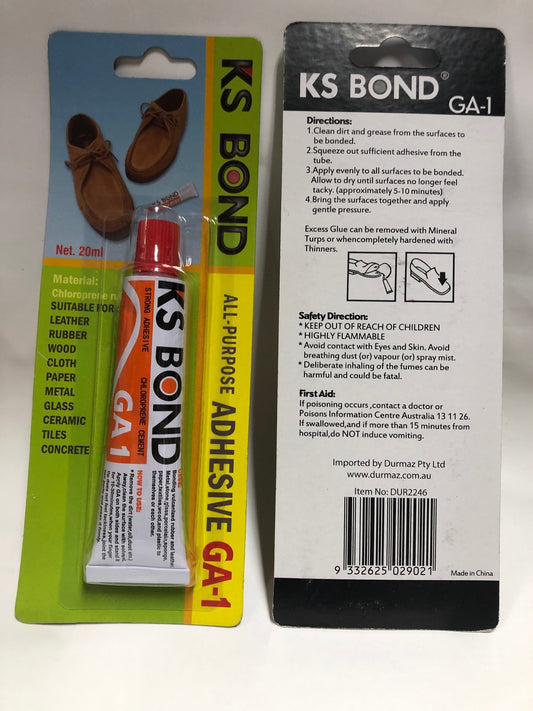 KS BOND
ALL-PURPOSE ADHESIVE GA-1
KS BOND
Net. 20ml
Material:
Chloroprene
SUITABLE FOR:
LEATHER
RUBBER
WOOD
CLOTH
PAPER
METAL
GLASS
CERAMIC
TILES
CONCRETE
KS BOND
STRONG ADHESIVE
CHLOROPRENE CEMENT
GA 1
HOW TO USE:
KS BOND® GA-1
Directions:
1.Clean dirt and grease from the surfaces to
be bonded.
2.Squeeze out sufficient adhesive from the
tube.
3.Apply evenly to all surfaces to be bonded.
Allow to dry until surfaces no longer feel
tacky. (approximately 5-10 minutes)
4.Bring the surfaces together and apply
gentle pressure.
Excess Glue can be removed with Mineral
Turps or whencompletely hardened with
Thinners.
Safety Direction:
* KEEP OUT OF REACH OF CHILDREN
* HIGHLY FLAMMABLE
* Avoid contact with Eyes and Skin. Avoid
breathing dust (or) vapour (or) spray mist.
* Deliberate inhaling of the fumes can be
harmful and could be fatal.
First Aid:
If poisoning occurs ,contact a doctor or
Poisons Information Centre Australia 13 11 26.
If swallowed,and if more than 15 minutes from
hospital,do NOT induce vomiting.
Imported by Durmaz Pty Ltd
www.durmaz.com.au
Item No: DUR2246
9 332625 029021
Made in China